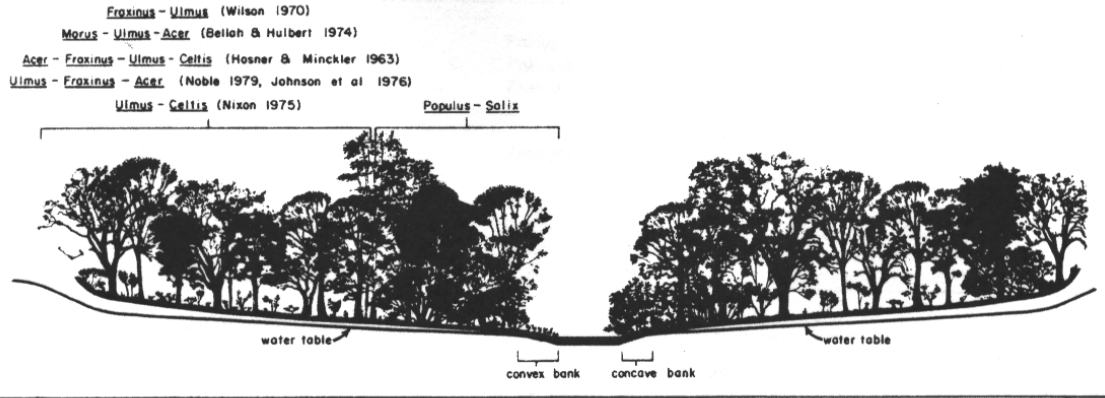 Fraxinus - Ulmus (Wilson 1970)
Morus - Ulmus - Acer (Bellah & Hulbert 1974)
Acer - Fraxinus - Ulmus - Celtis (Hosner & Minckler 1963)
Ulmus - Fraxinus - Acer (Noble 1979, Johnson et al 1976)
Ulmus - Celtis (Nixon 1975)
Populus - Salix
water table
water table
convex bank
concave bank